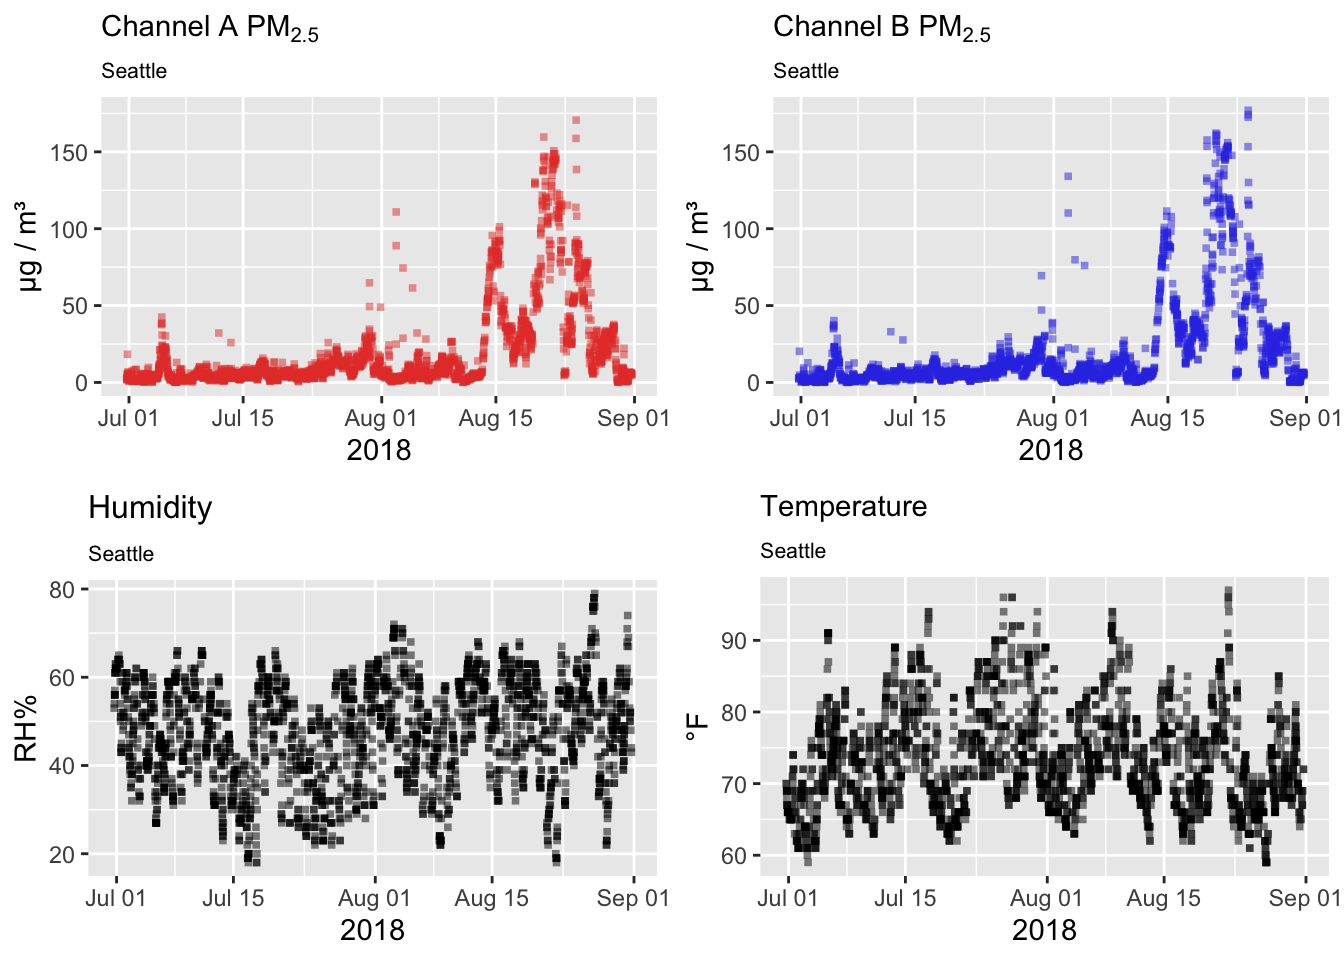 Channel A PM2.5
Seattle
µg / m³
150
100
50
0
Jul 01 Jul 15 Aug 01 Aug 15 Sep 01
2018
Channel B PM2.5
Seattle
µg / m³
150
100
50
0
Jul 01 Jul 15 Aug 01 Aug 15 Sep 01
2018
Humidity
Seattle
RH%
80
60
40
20
Jul 01 Jul 15 Aug 01 Aug 15 Sep 01
2018
Temperature
Seattle
°F
90
80
70
60
Jul 01 Jul 15 Aug 01 Aug 15 Sep 01
2018